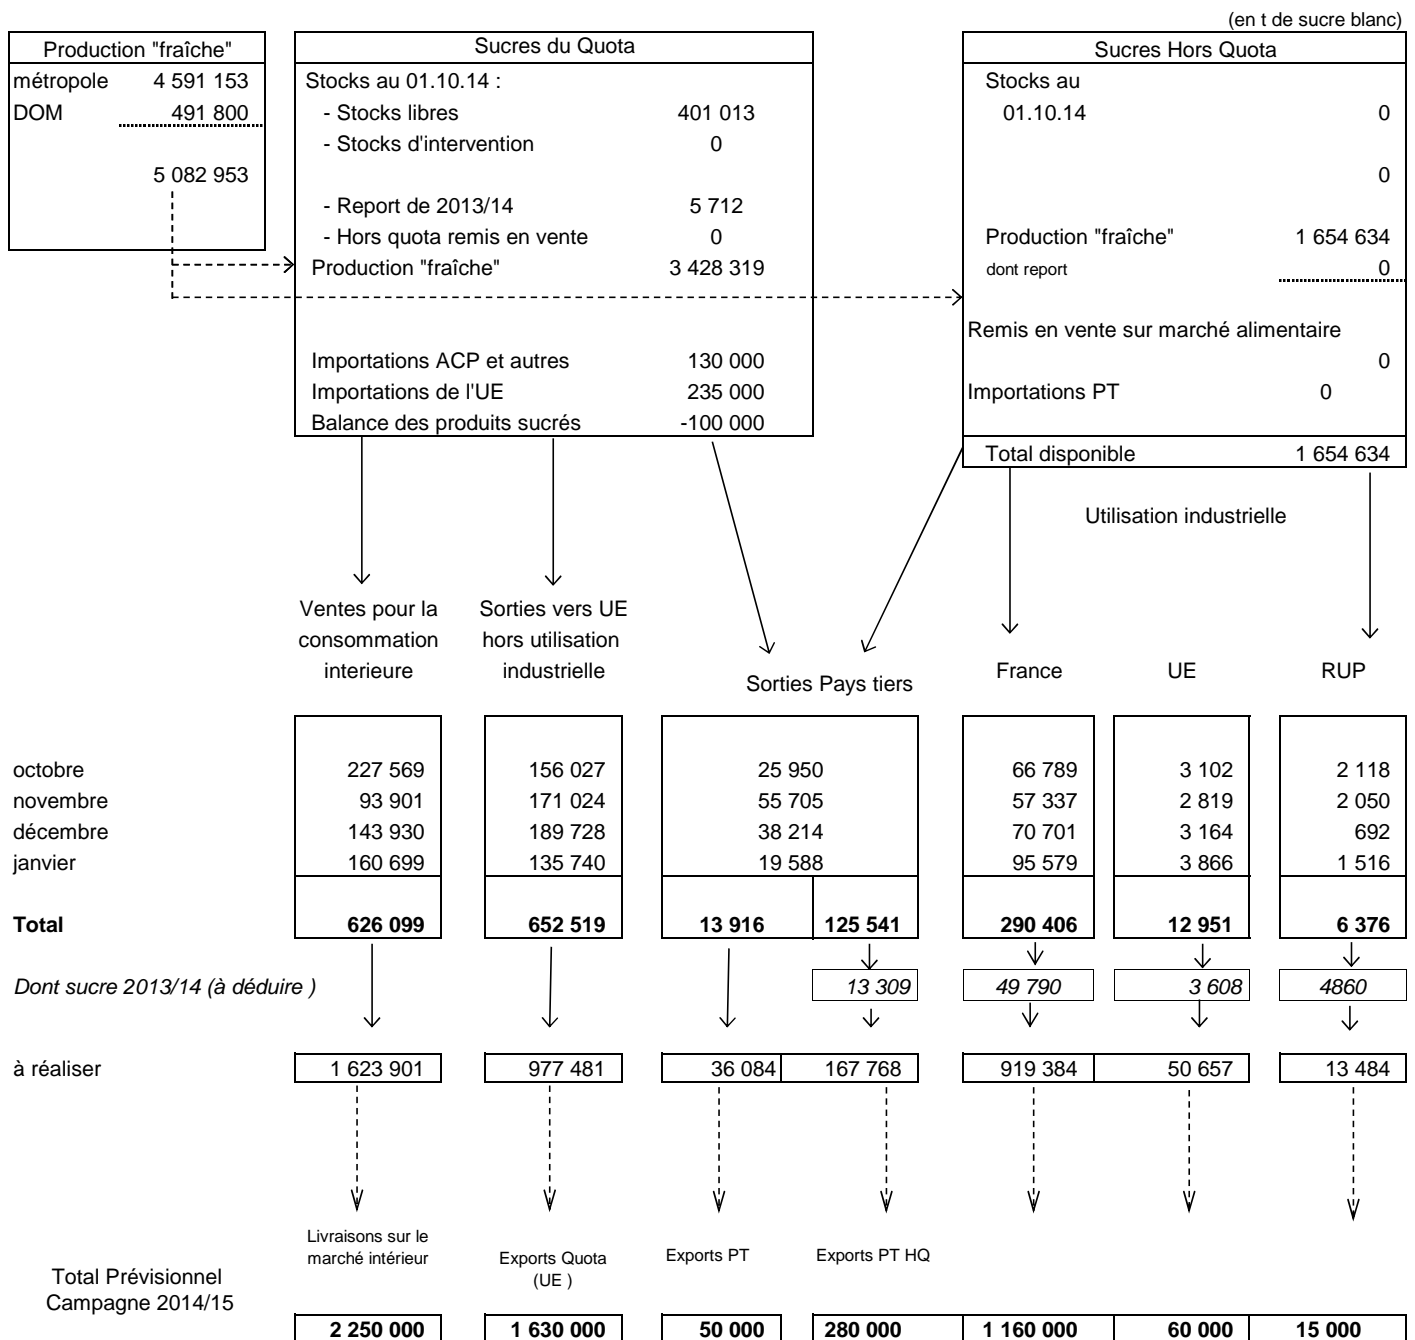 (en t de sucre blanc)
Production "fraîche"
métropole 4 591 153
DOM 491 800
5 082 953
Sucres du Quota
Stocks au 01.10.14 :
- Stocks libres 401 013
- Stocks d'intervention 0
- Report de 2013/14 5 712
- Hors quota remis en vente 0
Production "fraîche" 3 428 319
Importations ACP et autres 130 000
Importations de l'UE 235 000
Balance des produits sucrés -100 000
Sucres Hors Quota
Stocks au
01.10.14 0
0
Production "fraîche" 1 654 634
dont report 0
Remis en vente sur marché alimentaire
0
Importations PT 0
Total disponible 1 654 634
Utilisation industrielle
Ventes pour la
consommation
interieure
Sorties vers UE
hors utilisation
industrielle
Sorties Pays tiers
France UE RUP
octobre 227 569 156 027 25 950 66 789 3 102 2 118
novembre 93 901 171 024 55 705 57 337 2 819 2 050
décembre 143 930 189 728 38 214 70 701 3 164 692
janvier 160 699 135 740 19 588 95 579 3 866 1 516
Total 626 099 652 519 13 916 125 541 290 406 12 951 6 376
Dont sucre 2013/14 (à déduire ) 13 309 49 790 3 608 4860
à réaliser 1 623 901 977 481 36 084 167 768 919 384 50 657 13 484
Livraisons sur le
marché intérieur
Exports Quota
(UE )
Exports PT
Exports PT HQ
Total Prévisionnel
Campagne 2014/15
2 250 000 1 630 000 50 000 280 000 1 160 000 60 000 15 000